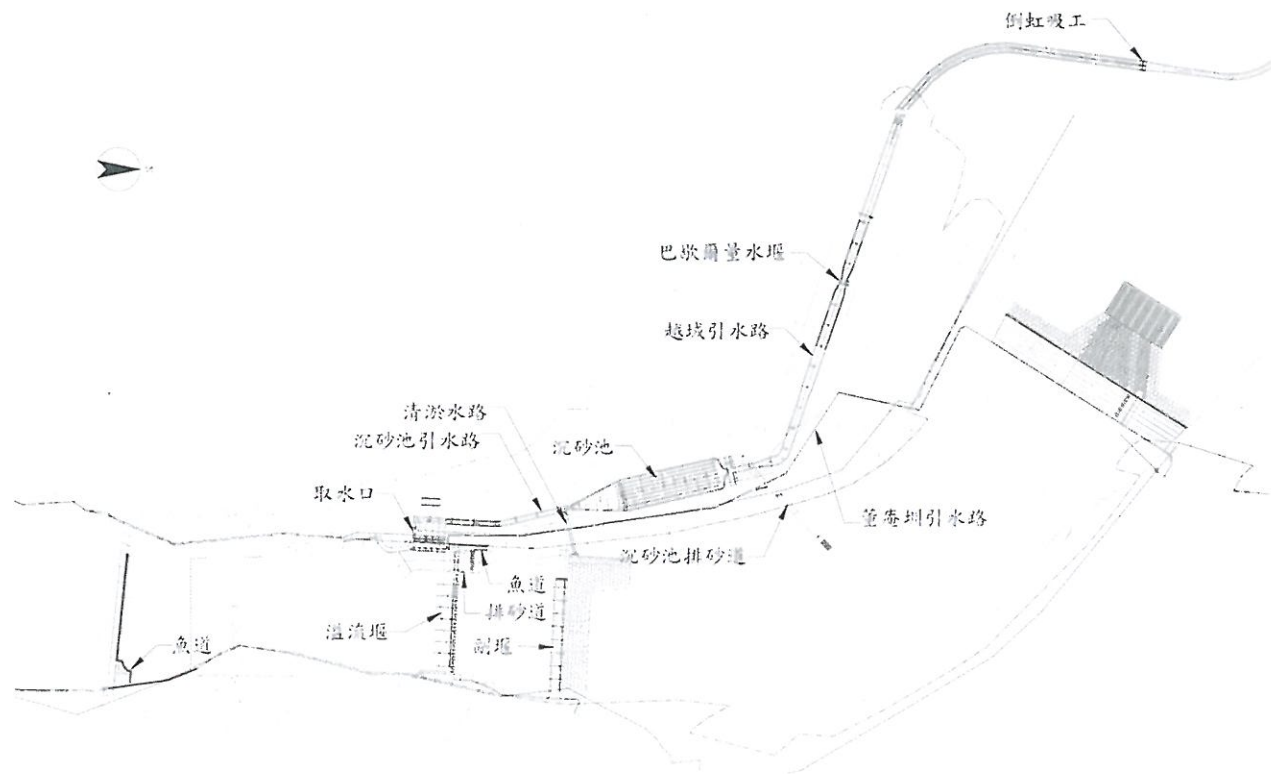 倒虹吸工
巴歇爾量水堰
越域引水路
清淤水路
沉砂池引水路
沉砂池
取水口
董庵圳引水路
沉砂池排砂道
魚道
排砂道
溢流堰
副堰
魚道